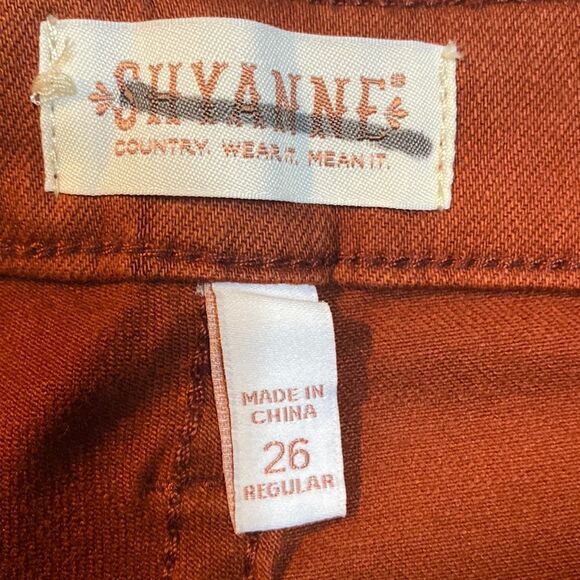 SHYANNE®
COUNTRY. WEAR IT. MEAN IT.
MADE IN
CHINA
26
REGULAR